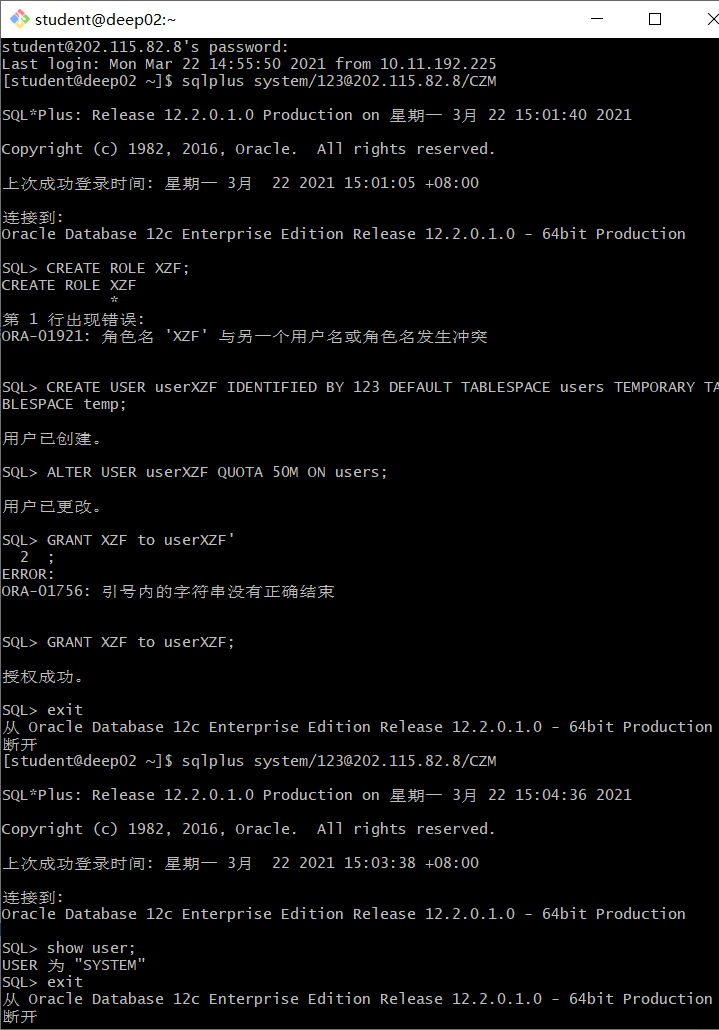 student@deep02:~
student@202.115.82.8's password:
Last login: Mon Mar 22 14:55:50 2021 from 10.11.192.225
[student@deep02 ~]$ sqlplus system/123@202.115.82.8/CZM
SQL*Plus: Release 12.2.0.1.0 Production on 星期一 3月 22 15:01:40 2021
Copyright (c) 1982, 2016, Oracle.  All rights reserved.
上次成功登录时间: 星期一 3月  22 2021 15:01:05 +08:00
连接到:
Oracle Database 12c Enterprise Edition Release 12.2.0.1.0 - 64bit Production
SQL> CREATE ROLE XZF;
CREATE ROLE XZF
            *
第 1 行出现错误:
ORA-01921: 角色名 'XZF' 与另一个用户名或角色名发生冲突
SQL> CREATE USER userXZF IDENTIFIED BY 123 DEFAULT TABLESPACE users TEMPORARY TA
BLESPACE temp;
用户已创建。
SQL> ALTER USER userXZF QUOTA 50M ON users;
用户已更改。
SQL> GRANT XZF to userXZF'
  2  ;
ERROR:
ORA-01756: 引号内的字符串没有正确结束
SQL> GRANT XZF to userXZF;
授权成功。
SQL> exit
从 Oracle Database 12c Enterprise Edition Release 12.2.0.1.0 - 64bit Production
断开
[student@deep02 ~]$ sqlplus system/123@202.115.82.8/CZM
SQL*Plus: Release 12.2.0.1.0 Production on 星期一 3月 22 15:04:36 2021
Copyright (c) 1982, 2016, Oracle.  All rights reserved.
上次成功登录时间: 星期一 3月  22 2021 15:03:38 +08:00
连接到:
Oracle Database 12c Enterprise Edition Release 12.2.0.1.0 - 64bit Production
SQL> show user;
USER 为 "SYSTEM"
SQL> exit
从 Oracle Database 12c Enterprise Edition Release 12.2.0.1.0 - 64bit Production
断开